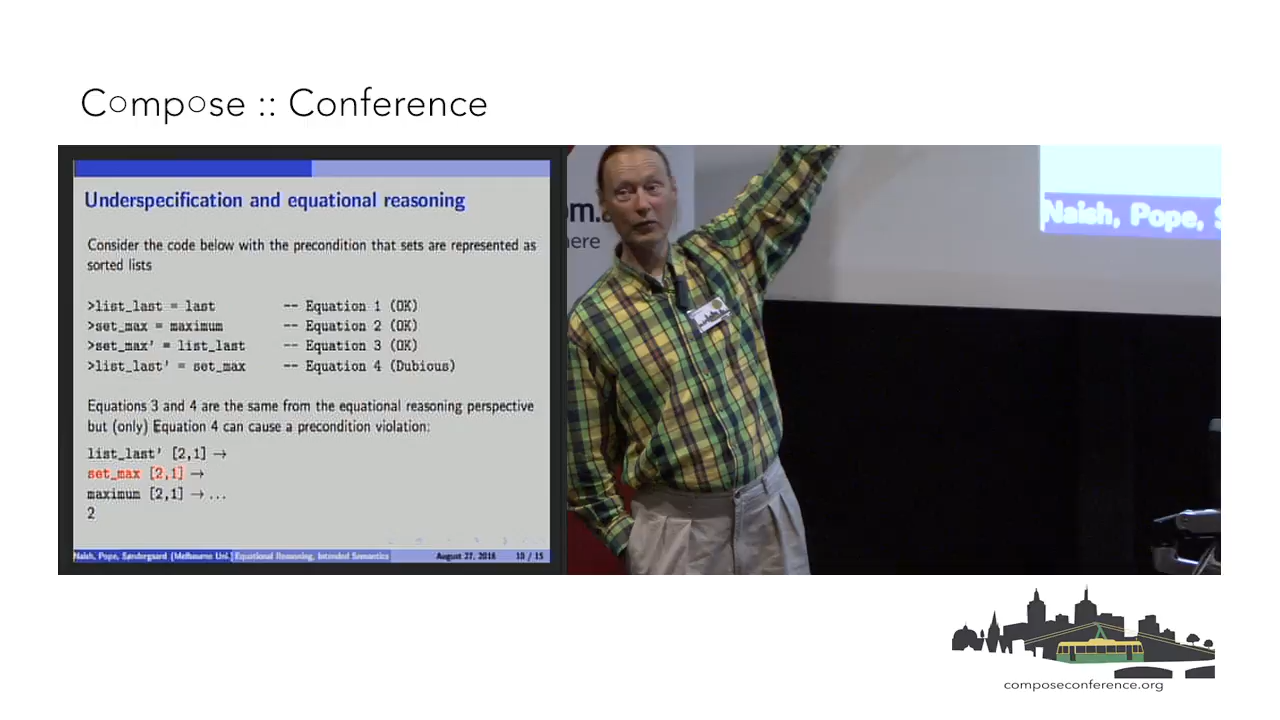 Compose :: Conference
Underspecification and equational reasoning
Consider the code below with the precondition that sets are represented as
sorted lists
>list_last = last -- Equation 1 (OK)
>set_max = maximum -- Equation 2 (OK)
>set_max' = list_last -- Equation 3 (OK)
>list_last' = set_max -- Equation 4 (Dubious)
Equations 3 and 4 are the same from the equational reasoning perspective
but (only) Equation 4 can cause a precondition violation:
list_last' [2,1] →
set_max [2,1] →
maximum [2,1] → ...
2
Naish, Pope, Søndergaard (Melbourne Uni.) Equational Reasoning, Intended Semantics August 27, 2016 10 / 15
om.
here
Naish, Pope, S
composeconference.org